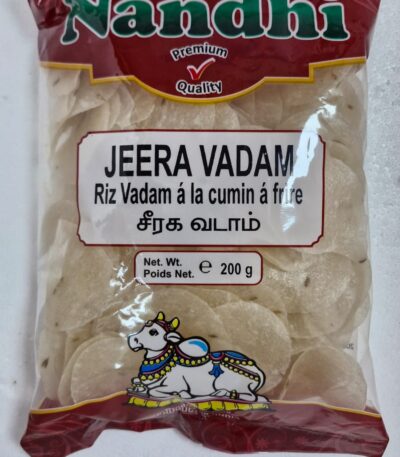 Nandhi
Premium
Quality
JEERA VADAM
Riz Vadam á la cumin á frire
சீரக வடாம்
Net. Wt.
Poids Net. ℮ 200 g